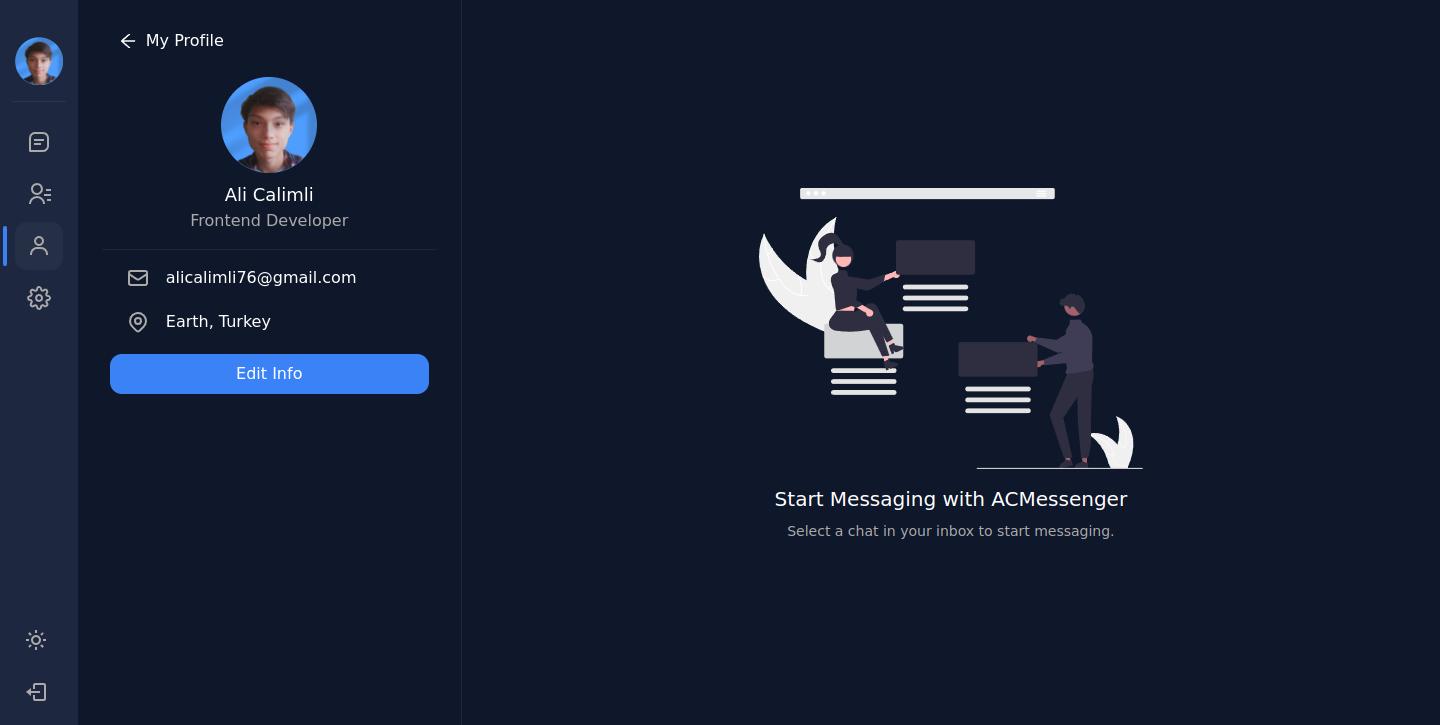 My Profile
Ali Calimli
Frontend Developer
alicalimli76@gmail.com
Earth, Turkey
Edit Info
Start Messaging with ACMessenger
Select a chat in your inbox to start messaging.